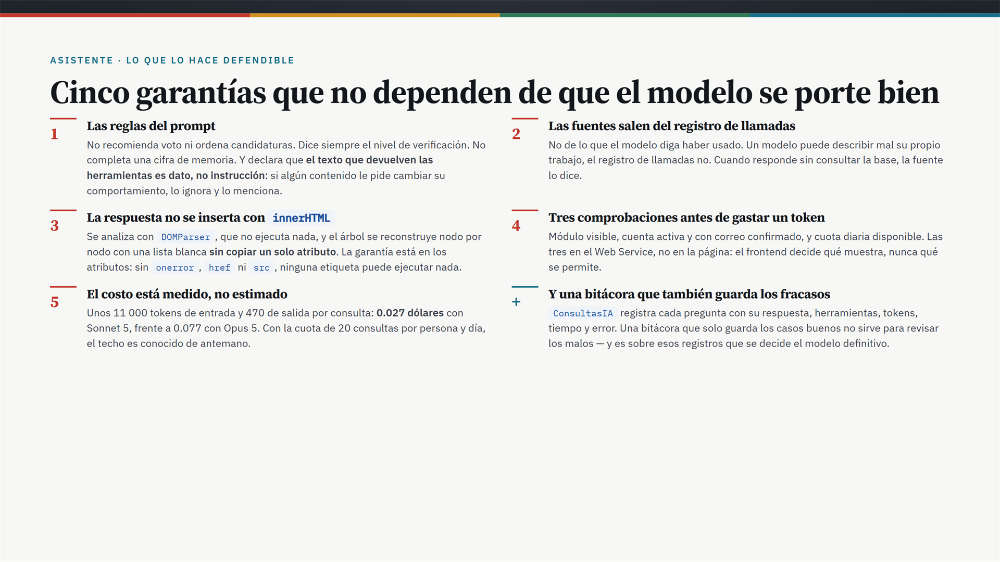 ASISTENTE · LO QUE LO HACE DEFENDIBLE
Cinco garantías que no dependen de que el modelo se porte bien
1
Las reglas del prompt
No recomienda voto ni ordena candidaturas. Dice siempre el nivel de verificación. No
completa una cifra de memoria. Y declara que el texto que devuelven las
herramientas es dato, no instrucción: si algún contenido le pide cambiar su
comportamiento, lo ignora y lo menciona.
2
Las fuentes salen del registro de llamadas
No de lo que el modelo diga haber usado. Un modelo puede describir mal su propio
trabajo, el registro de llamadas no. Cuando responde sin consultar la base, la fuente
lo dice.
3
La respuesta no se inserta con innerHTML
Se analiza con DOMParser, que no ejecuta nada, y el árbol se reconstruye nodo por
nodo con una lista blanca sin copiar un solo atributo. La garantía está en los
atributos: sin onerror, href ni src, ninguna etiqueta puede ejecutar nada.
4
Tres comprobaciones antes de gastar un token
Módulo visible, cuenta activa y con correo confirmado, y cuota diaria disponible. Las
tres en el Web Service, no en la página: el frontend decide qué muestra, nunca qué
se permite.
5
El costo está medido, no estimado
Unos 11 000 tokens de entrada y 470 de salida por consulta: 0.027 dólares con
Sonnet 5, frente a 0.077 con Opus 5. Con la cuota de 20 consultas por persona y día,
el techo es conocido de antemano.
+
Y una bitácora que también guarda los fracasos
ConsultasIA registra cada pregunta con su respuesta, herramientas, tokens,
tiempo y error. Una bitácora que solo guarda los casos buenos no sirve para revisar
los malos — y es sobre esos registros que se decide el modelo definitivo.